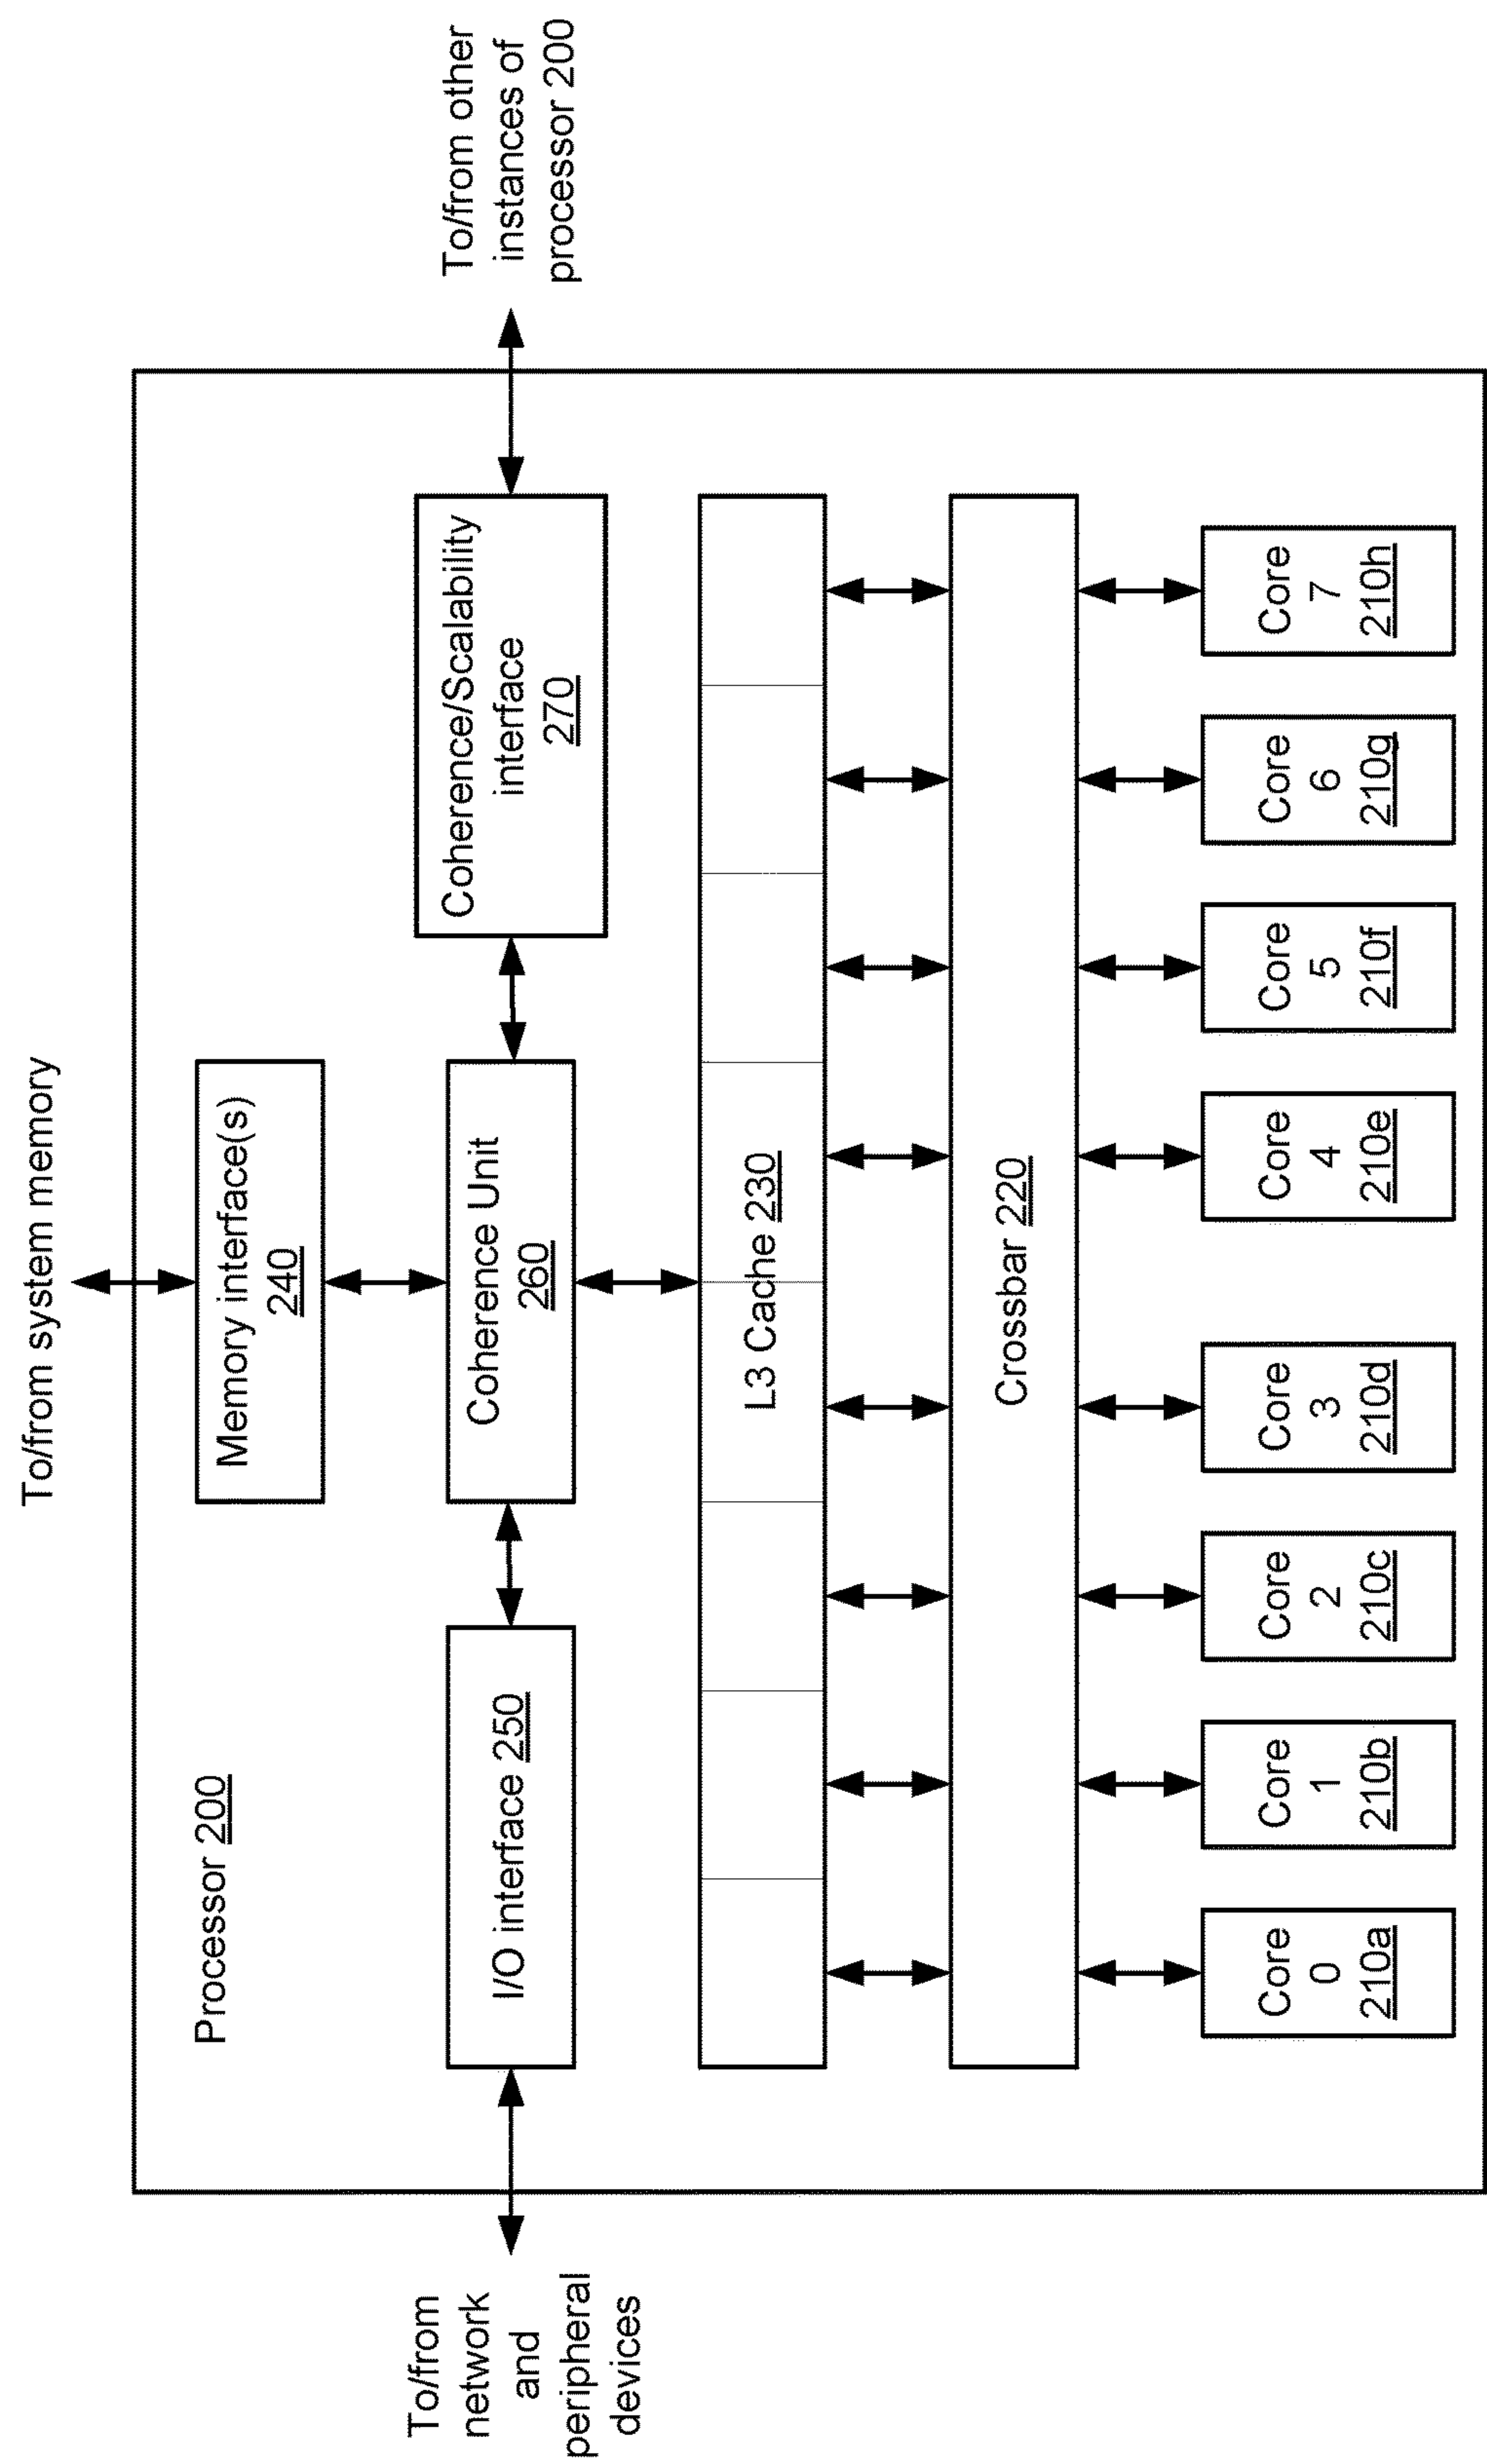 To/from system memory
Processor 200
Memory interface(s)
240
To/from
network
and
peripheral
devices
I/O interface 250
Coherence Unit
260
Coherence/Scalability
interface
270
To/from other
instances of
processor 200
L3 Cache 230
Crossbar 220
Core
0
210a
Core
1
210b
Core
2
210c
Core
3
210d
Core
4
210e
Core
5
210f
Core
6
210g
Core
7
210h